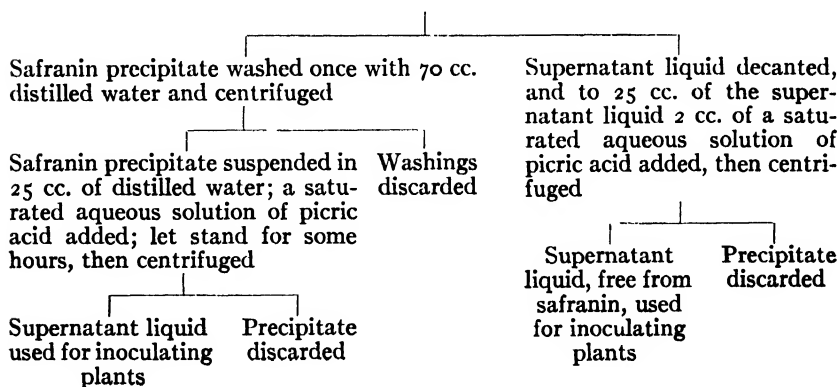 Safranin precipitate washed once with 70 cc.
distilled water and centrifuged
Supernatant liquid decanted,
and to 25 cc. of the super-
natant liquid 2 cc. of a satu-
rated aqueous solution of
picric acid added, then centri-
fuged
Safranin precipitate suspended in
25 cc. of distilled water; a satu-
rated aqueous solution of picric
acid added; let stand for some
hours, then centrifuged
Washings
discarded
Supernatant
liquid, free from
safranin, used
for inoculating
plants
Precipitate
discarded
Supernatant liquid
used for inoculating
plants
Precipitate
discarded